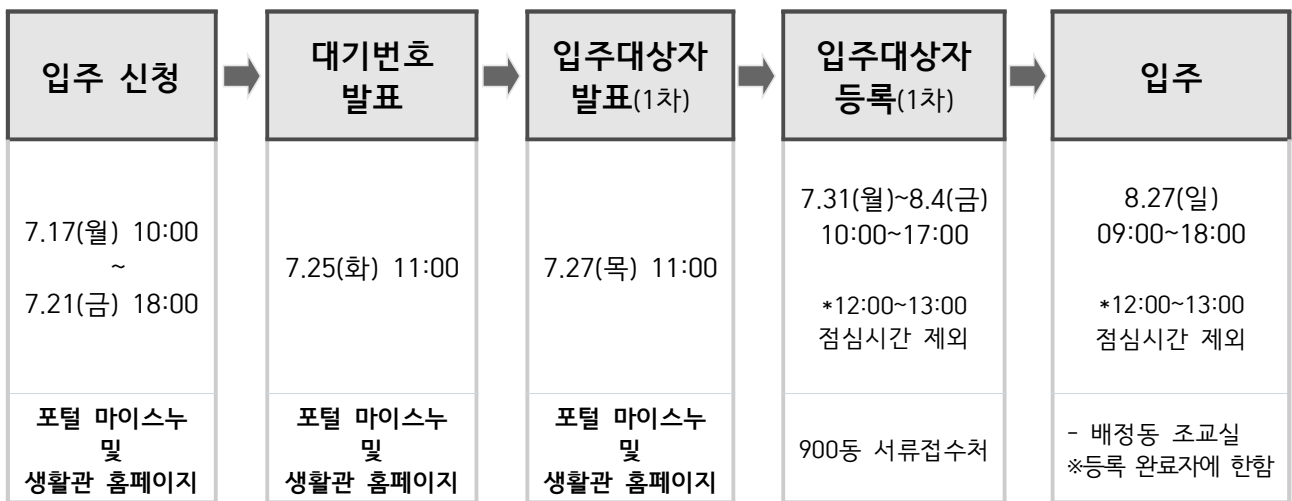 입주 신청
7.17(월) 10:00
~
7.21(금) 18:00
포털 마이스누
및
생활관 홈페이지
대기번호
발표
7.25(화) 11:00
포털 마이스누
및
생활관 홈페이지
입주대상자
발표(1차)
7.27(목) 11:00
포털 마이스누
및
생활관 홈페이지
입주대상자
등록(1차)
7.31(월)~8.4(금)
10:00~17:00
*12:00~13:00
점심시간 제외
900동 서류접수처
입주
8.27(일)
09:00~18:00
*12:00~13:00
점심시간 제외
- 배정동 조교실
※등록 완료자에 한함